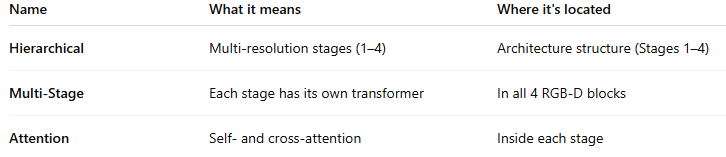 Name What it means Where it's located
Hierarchical Multi-resolution stages (1–4) Architecture structure (Stages 1–4)
Multi-Stage Each stage has its own transformer In all 4 RGB-D blocks
Attention Self- and cross-attention Inside each stage